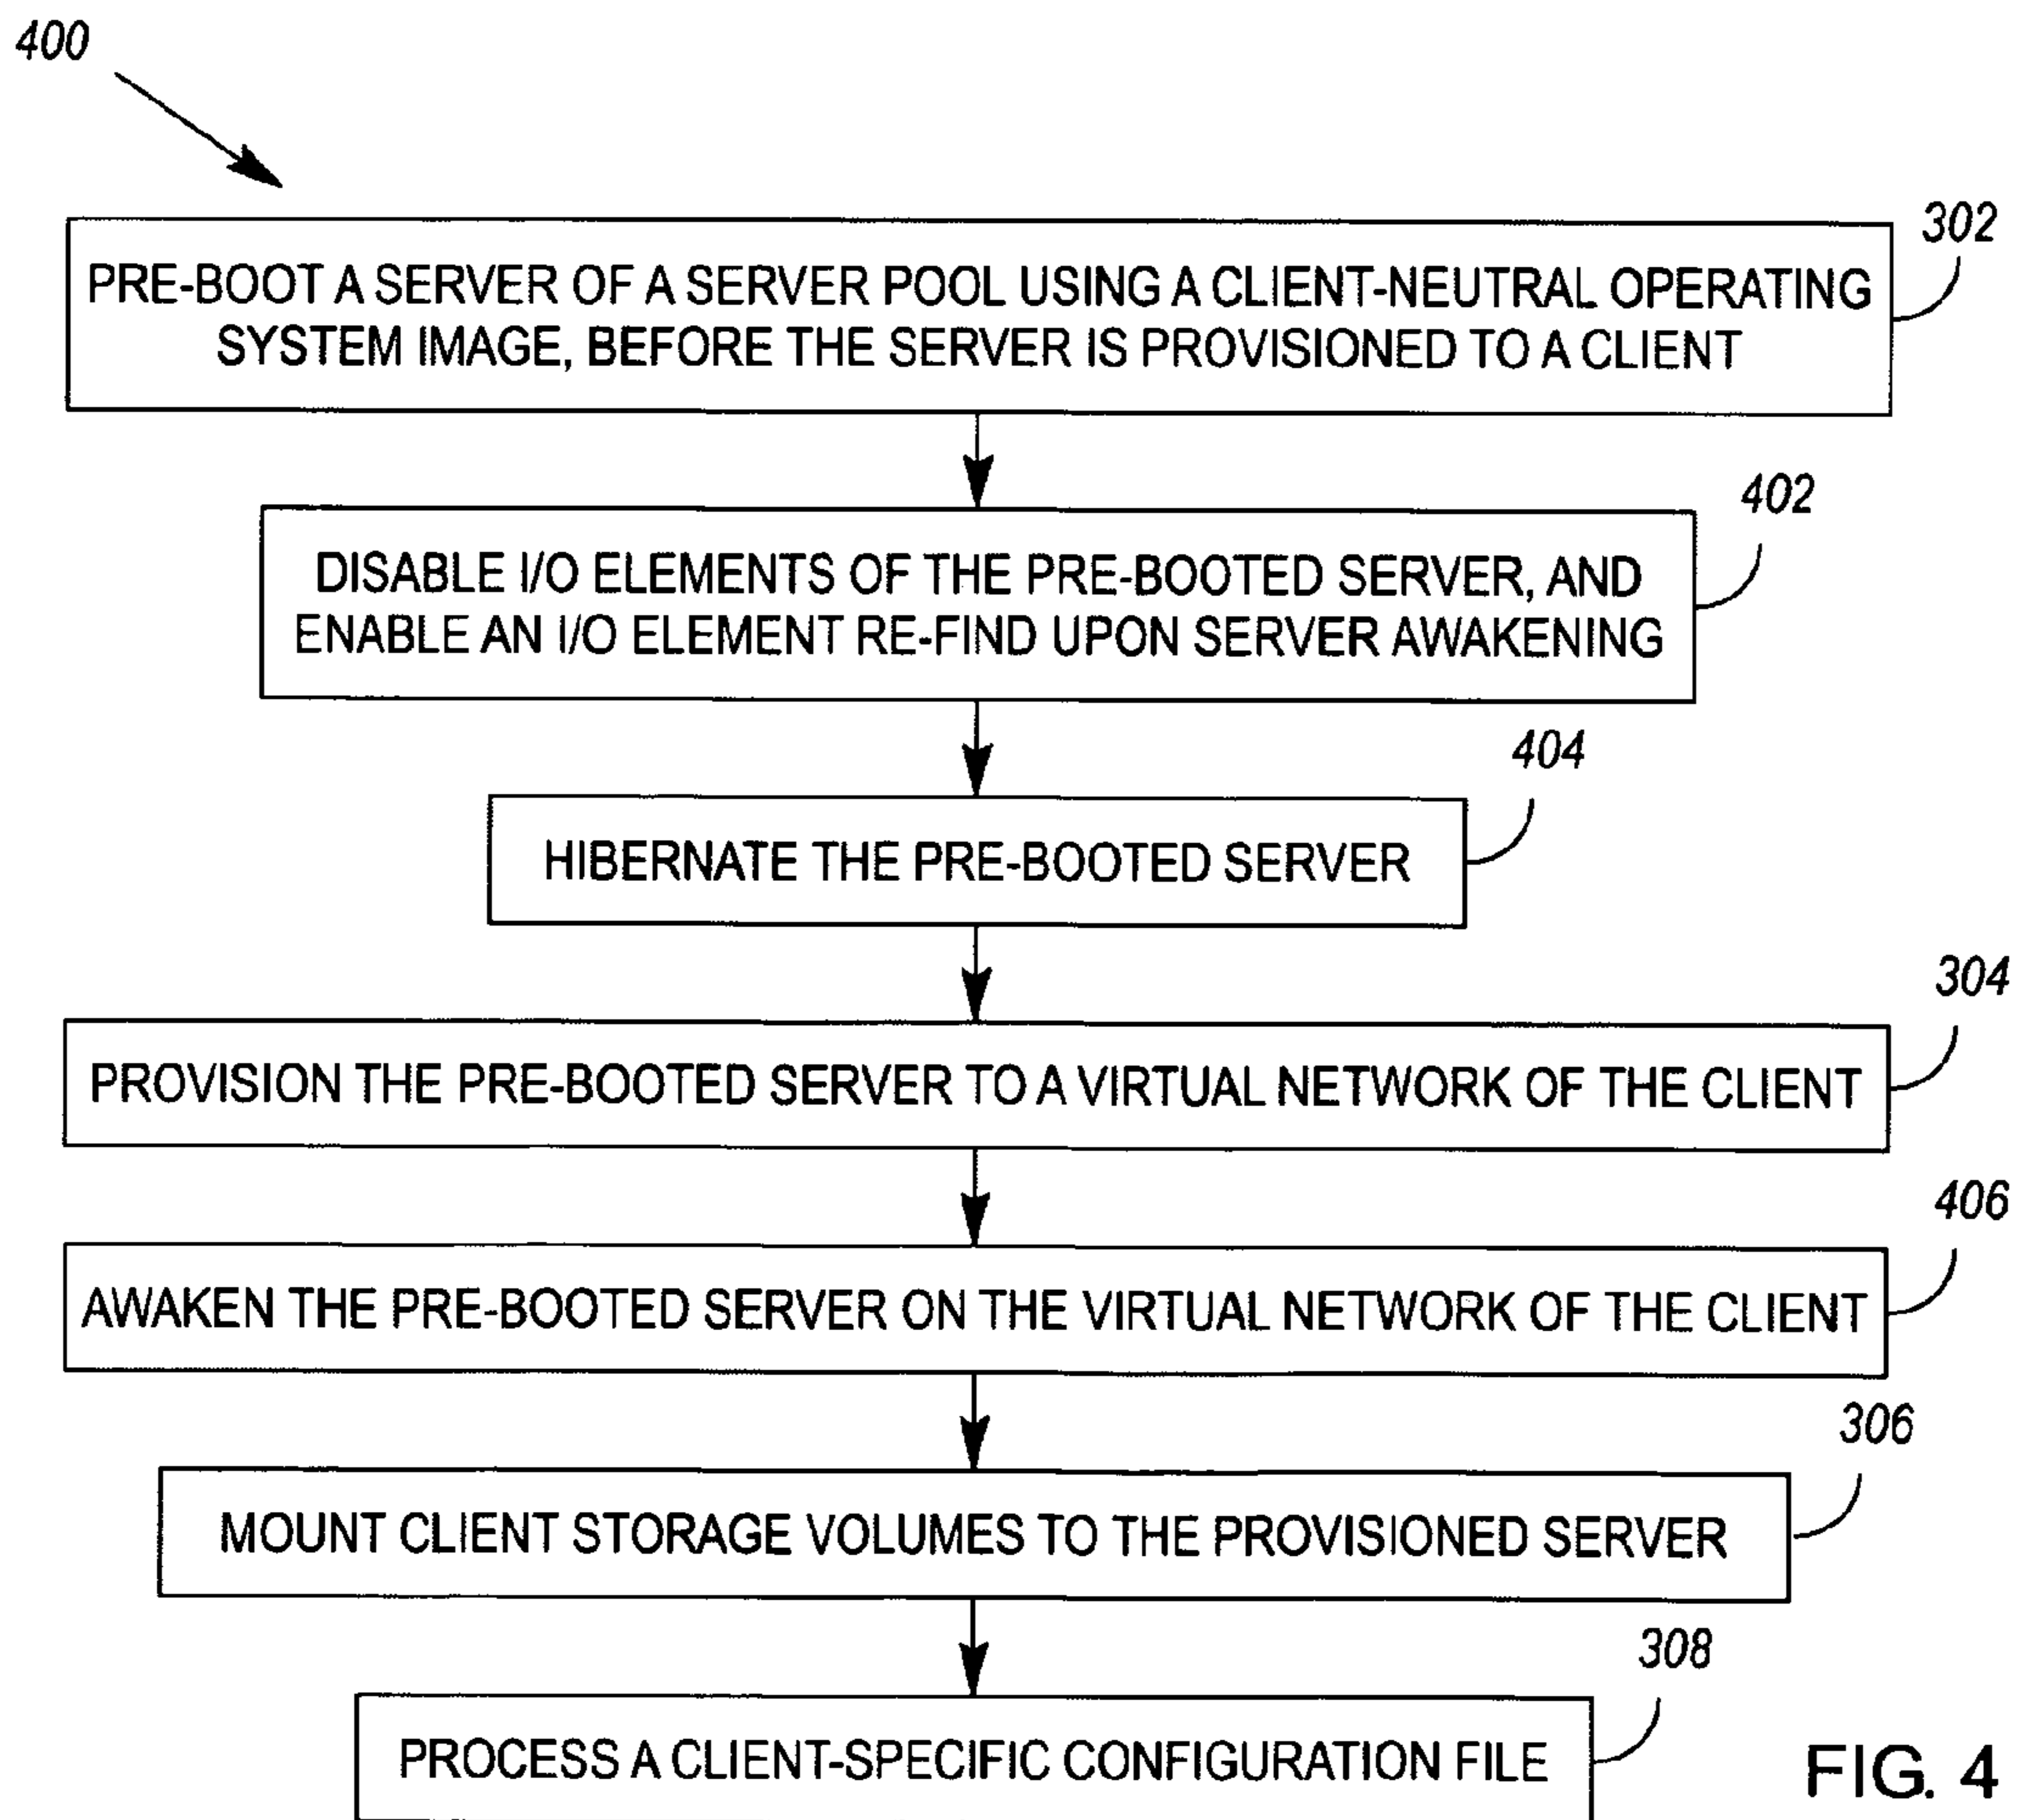 400
302
PRE-BOOT A SERVER OF A SERVER POOL USING A CLIENT-NEUTRAL OPERATING
SYSTEM IMAGE, BEFORE THE SERVER IS PROVISIONED TO A CLIENT
402
DISABLE I/O ELEMENTS OF THE PRE-BOOTED SERVER, AND
ENABLE AN I/O ELEMENT RE-FIND UPON SERVER AWAKENING
404
HIBERNATE THE PRE-BOOTED SERVER
304
PROVISION THE PRE-BOOTED SERVER TO A VIRTUAL NETWORK OF THE CLIENT
406
AWAKEN THE PRE-BOOTED SERVER ON THE VIRTUAL NETWORK OF THE CLIENT
306
MOUNT CLIENT STORAGE VOLUMES TO THE PROVISIONED SERVER
308
PROCESS A CLIENT-SPECIFIC CONFIGURATION FILE
FIG. 4